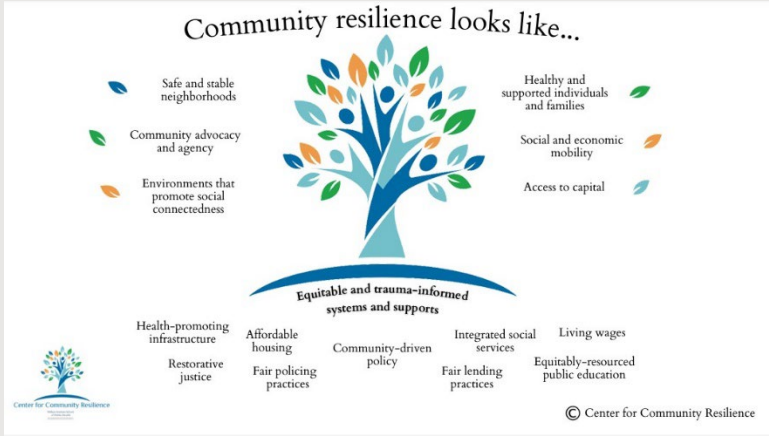 Community resilience looks like...
Safe and stable
neighborhoods
Community advocacy
and agency
Environments that
promote social
connectedness
Healthy and
supported individuals
and families
Social and economic
mobility
Access to capital
Equitable and trauma-informed
systems and supports
Health-promoting
infrastructure
Affordable
housing
Community-driven
policy
Integrated social
services
Living wages
Restorative
justice
Fair policing
practices
Fair lending
practices
Equitably-resourced
public education
Center for Community Resilience
© Center for Community Resilience